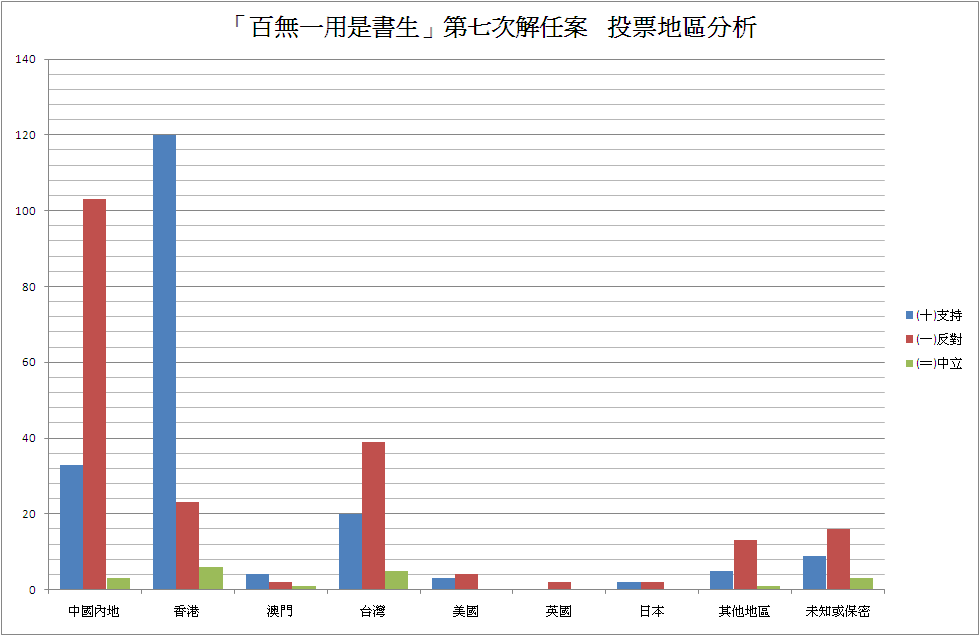 「百無一用是書生」第七次解任案 投票地區分析
140
120
100
80
60
40
20
0
中國內地 香港 澳門 台灣 美國 英國 日本 其他地區 未知或保密
(＋)支持
(－)反對
(＝)中立